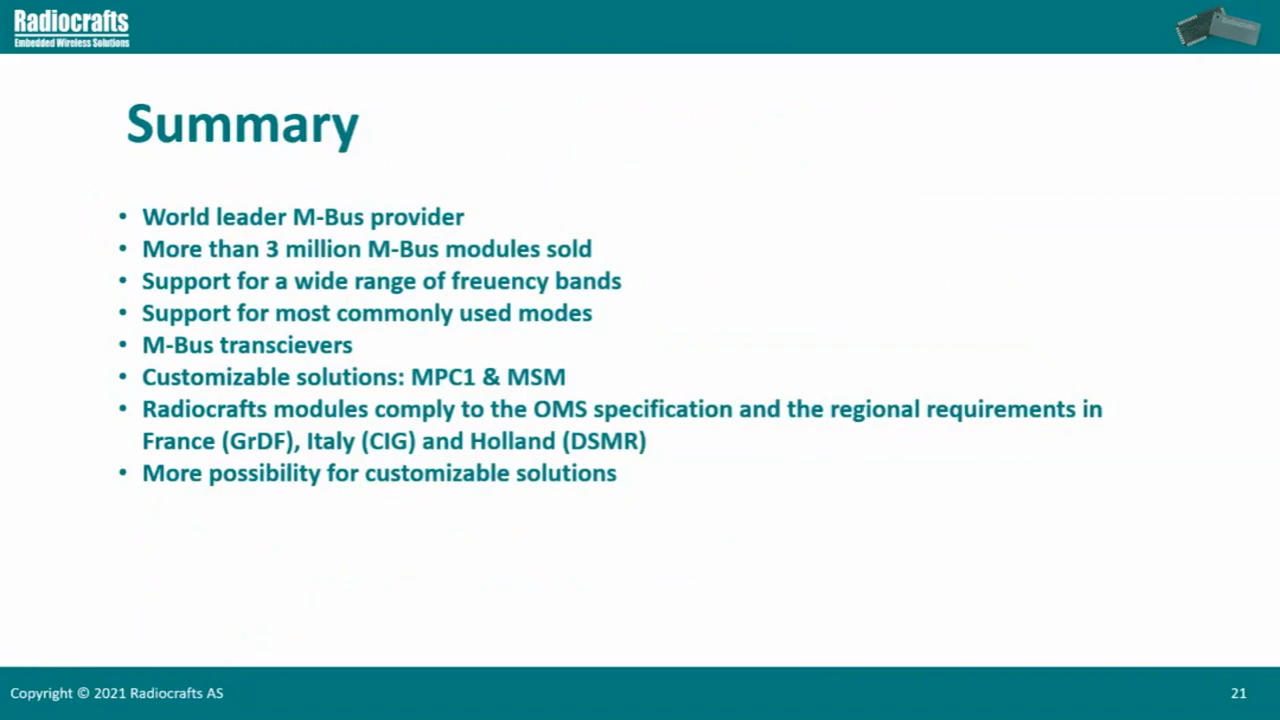 Radiocrafts
Embedded Wireless Solutions
Summary
• World leader M-Bus provider
• More than 3 million M-Bus modules sold
• Support for a wide range of freuency bands
• Support for most commonly used modes
• M-Bus transcievers
• Customizable solutions: MPC1 & MSM
• Radiocrafts modules comply to the OMS specification and the regional requirements in
France (GrDF), Italy (CIG) and Holland (DSMR)
• More possibility for customizable solutions
Copyright © 2021 Radiocrafts AS
21